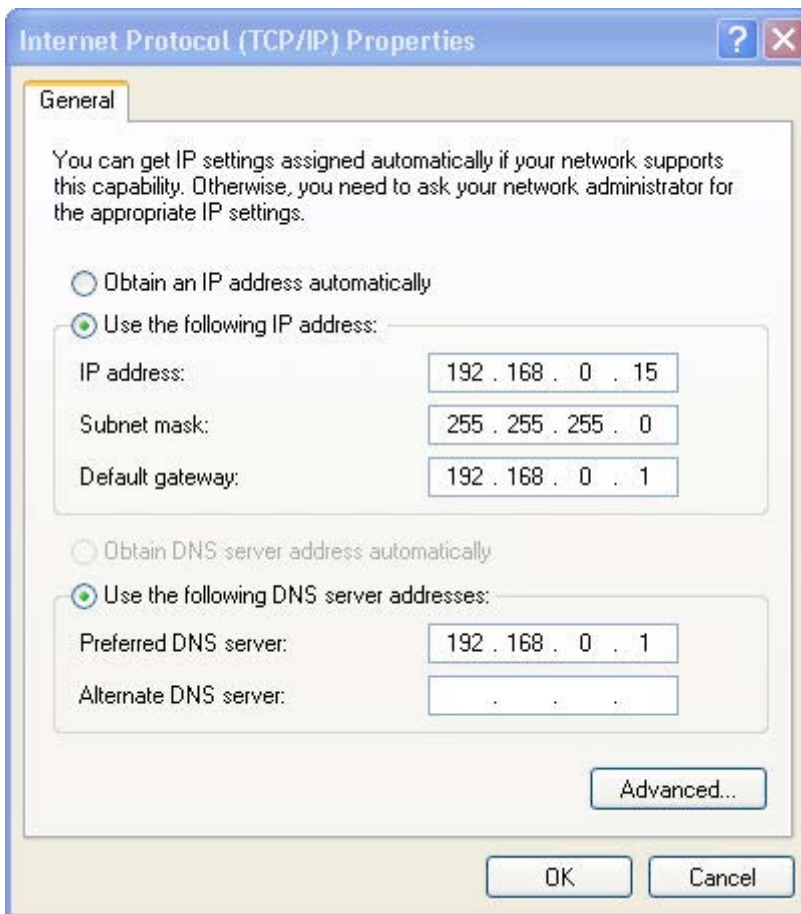 Internet Protocol (TCP/IP) Properties
General
You can get IP settings assigned automatically if your network supports
this capability. Otherwise, you need to ask your network administrator for
the appropriate IP settings.
Obtain an IP address automatically
Use the following IP address:
IP address: 192 . 168 . 0 . 15
Subnet mask: 255 . 255 . 255 . 0
Default gateway: 192 . 168 . 0 . 1
Obtain DNS server address automatically
Use the following DNS server addresses:
Preferred DNS server: 192 . 168 . 0 . 1
Alternate DNS server: . . .
Advanced...
OK Cancel